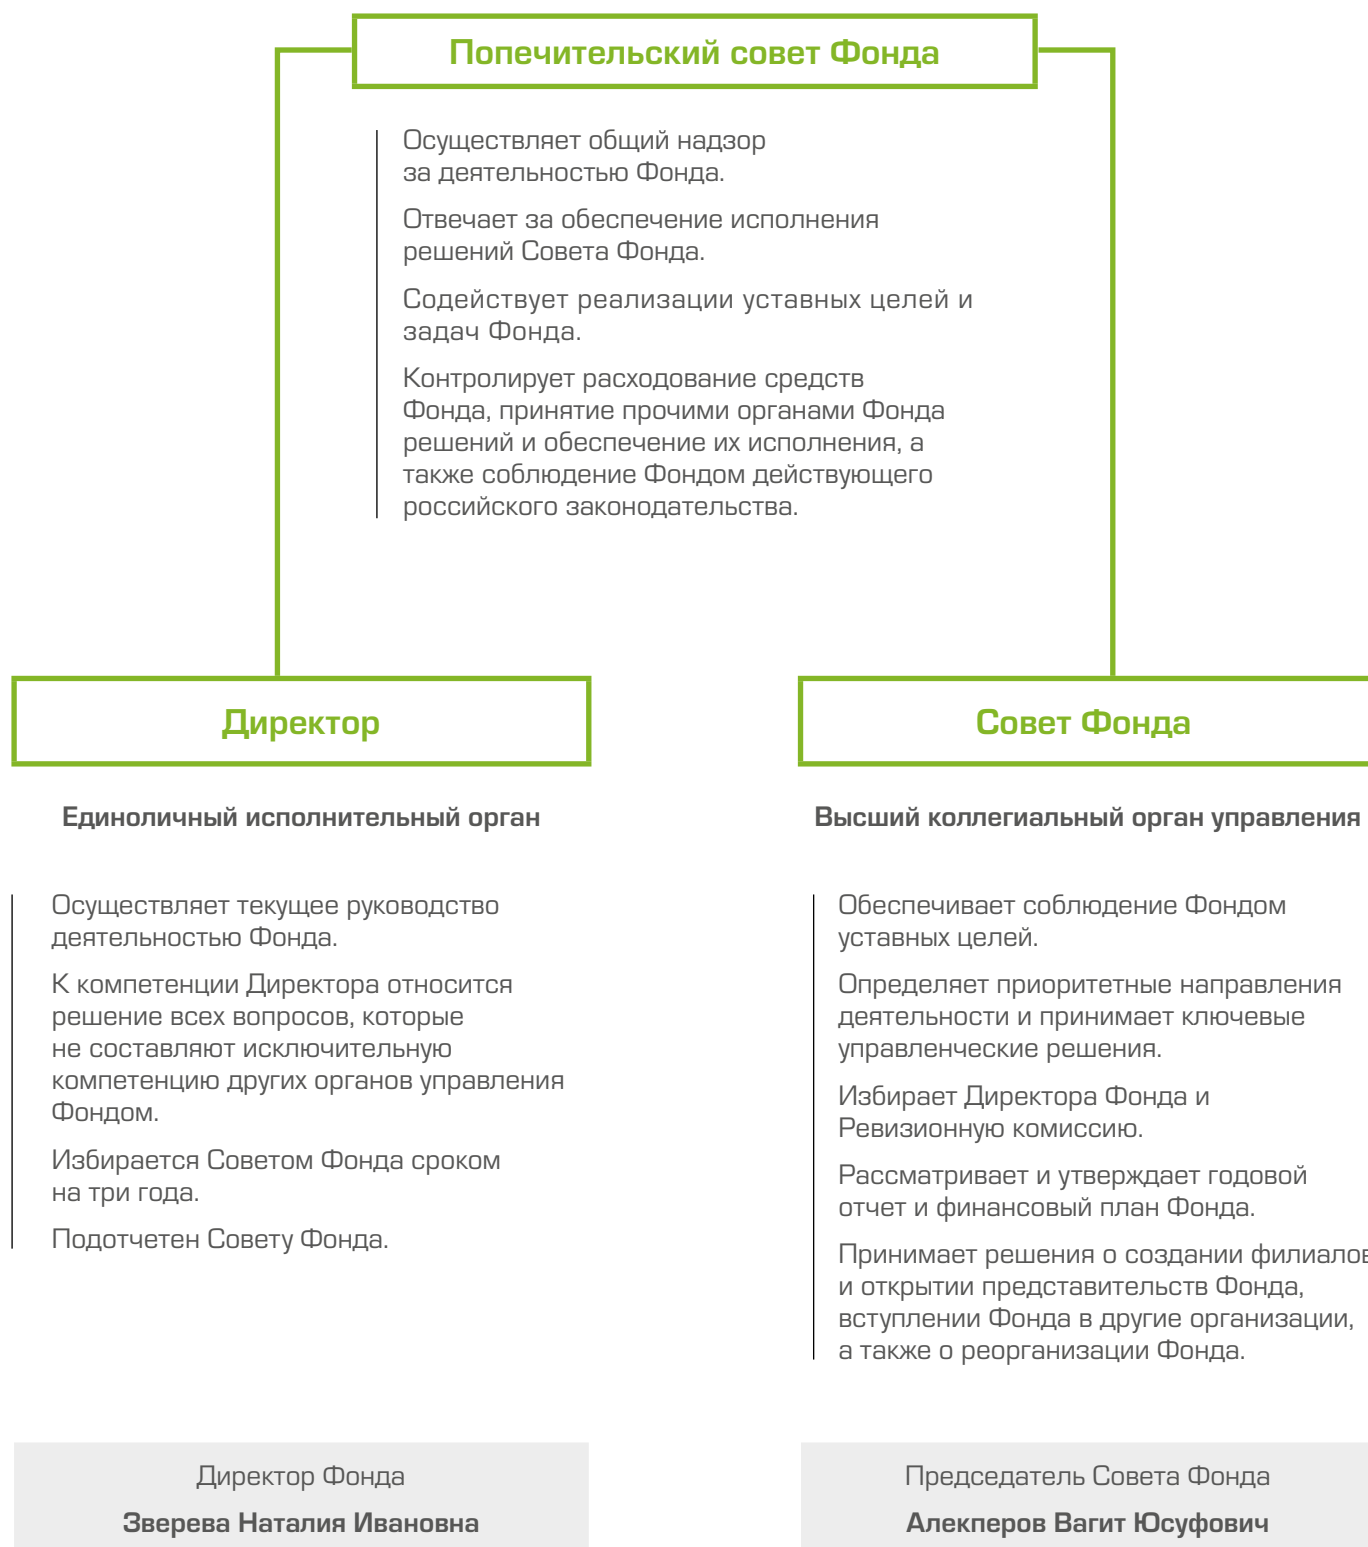 Попечительский совет Фонда
Осуществляет общий надзор
за деятельностью Фонда.
Отвечает за обеспечение исполнения
решений Совета Фонда.
Содействует реализации уставных целей и
задач Фонда.
Контролирует расходование средств
Фонда, принятие прочими органами Фонда
решений и обеспечение их исполнения, а
также соблюдение Фондом действующего
российского законодательства.
Директор
Единоличный исполнительный орган
Осуществляет текущее руководство
деятельностью Фонда.
К компетенции Директора относится
решение всех вопросов, которые
не составляют исключительную
компетенцию других органов управления
Фондом.
Избирается Советом Фонда сроком
на три года.
Подотчетен Совету Фонда.
Директор Фонда
Зверева Наталия Ивановна
Совет Фонда
Высший коллегиальный орган управления
Обеспечивает соблюдение Фондом
уставных целей.
Определяет приоритетные направления
деятельности и принимает ключевые
управленческие решения.
Избирает Директора Фонда и
Ревизионную комиссию.
Рассматривает и утверждает годовой
отчет и финансовый план Фонда.
Принимает решения о создании филиалов
и открытии представительств Фонда,
вступлении Фонда в другие организации,
а также о реорганизации Фонда.
Председатель Совета Фонда
Алекперов Вагит Юсуфович